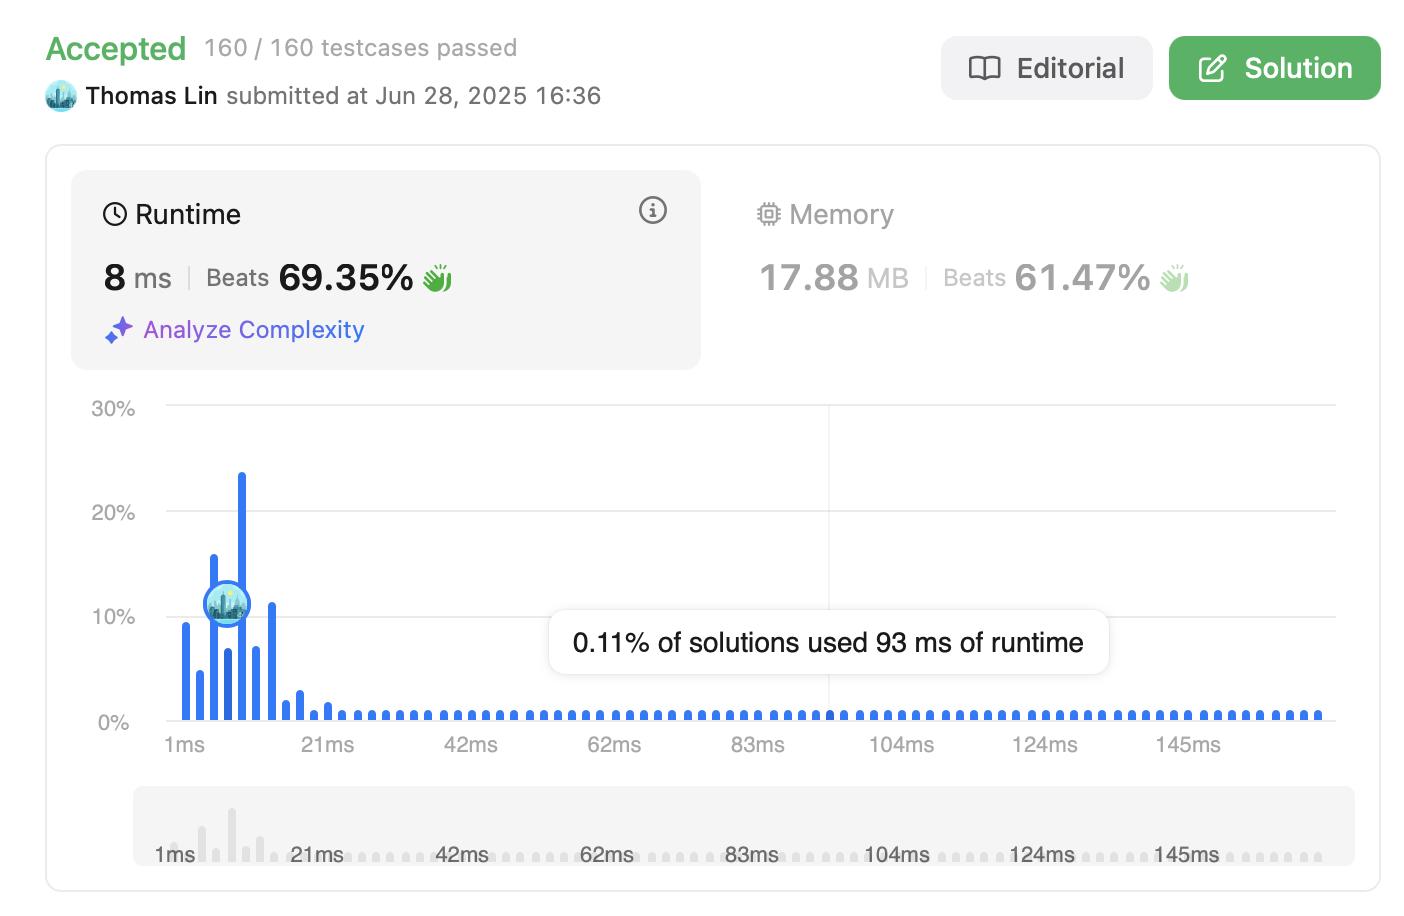 Accepted 160 / 160 testcases passed
Thomas Lin submitted at Jun 28, 2025 16:36
Editorial
Solution
Runtime
8 ms Beats 69.35%
Analyze Complexity
Memory
17.88 MB Beats 61.47%
30%
20%
10%
0%
0.11% of solutions used 93 ms of runtime
1ms 21ms 42ms 62ms 83ms 104ms 124ms 145ms
1ms 21ms 42ms 62ms 83ms 104ms 124ms 145ms